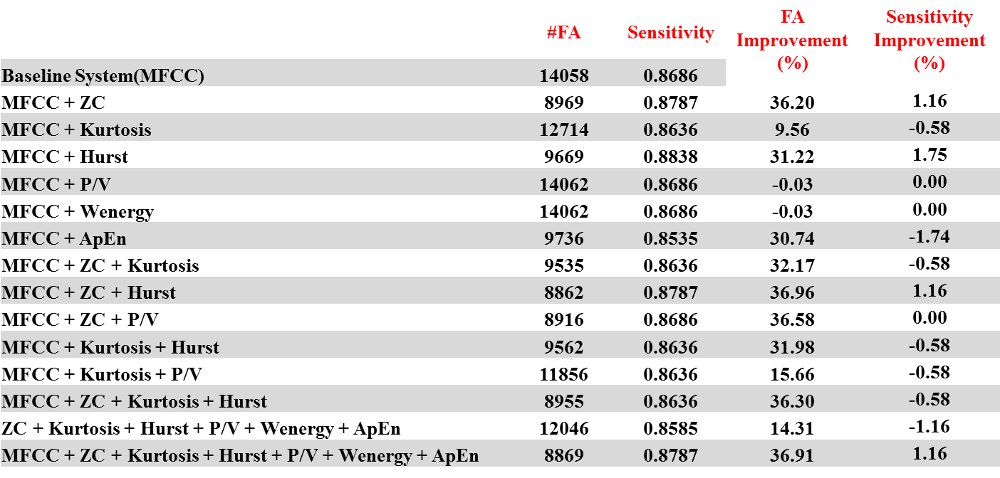 #FA Sensitivity FA Improvement (%) Sensitivity Improvement (%)
Baseline System(MFCC) 14058 0.8686
MFCC + ZC 8969 0.8787 36.20 1.16
MFCC + Kurtosis 12714 0.8636 9.56 -0.58
MFCC + Hurst 9669 0.8838 31.22 1.75
MFCC + P/V 14062 0.8686 -0.03 0.00
MFCC + Wenergy 14062 0.8686 -0.03 0.00
MFCC + ApEn 9736 0.8535 30.74 -1.74
MFCC + ZC + Kurtosis 9535 0.8636 32.17 -0.58
MFCC + ZC + Hurst 8862 0.8787 36.96 1.16
MFCC + ZC + P/V 8916 0.8686 36.58 0.00
MFCC + Kurtosis + Hurst 9562 0.8636 31.98 -0.58
MFCC + Kurtosis + P/V 11856 0.8636 15.66 -0.58
MFCC + ZC + Kurtosis + Hurst 8955 0.8636 36.30 -0.58
ZC + Kurtosis + Hurst + P/V + Wenergy + ApEn 12046 0.8585 14.31 -1.16
MFCC + ZC + Kurtosis + Hurst + P/V + Wenergy + ApEn 8869 0.8787 36.91 1.16